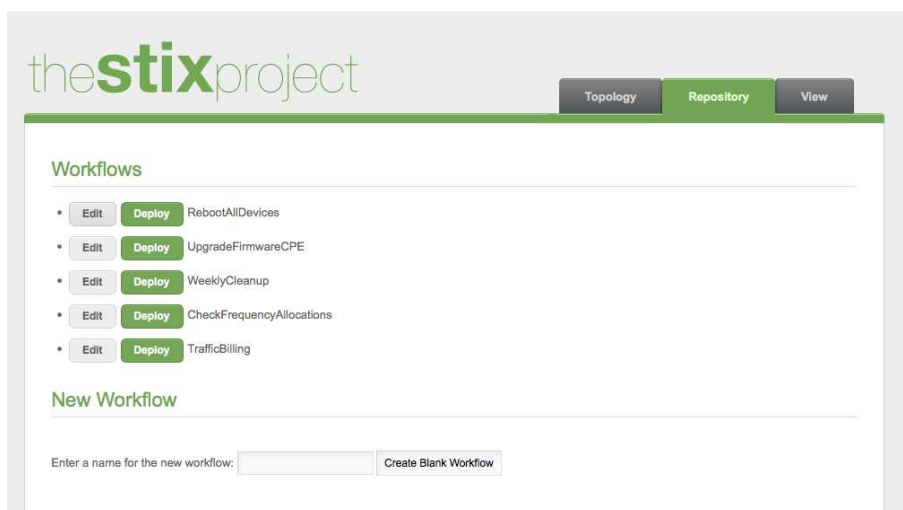 thestixproject
Topology Repository View
Workflows
• Edit Deploy RebootAllDevices
• Edit Deploy UpgradeFirmwareCPE
• Edit Deploy WeeklyCleanup
• Edit Deploy CheckFrequencyAllocations
• Edit Deploy TrafficBilling
New Workflow
Enter a name for the new workflow: Create Blank Workflow